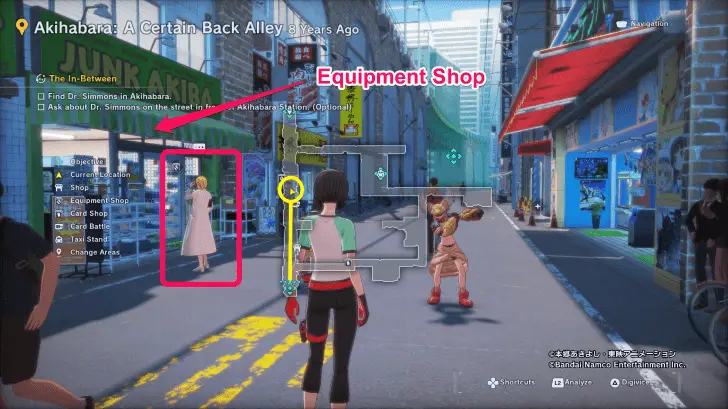 Akihabara: A Certain Back Alley 8 Years Ago
Navigation
JUNK AKIBA
The In-Between
Equipment Shop
Find Dr. Simmons in Akihabara.
Ask about Dr. Simmons on the street in front of Akihabara Station. (Optional)
Objective
Current Location
Shop
Equipment Shop
Card Shop
Card Battle
Taxi Stand
Change Areas
©本郷あきよし・東映アニメーション
©Bandai Namco Entertainment Inc.
Shortcuts
L2 Analyze
Digivice